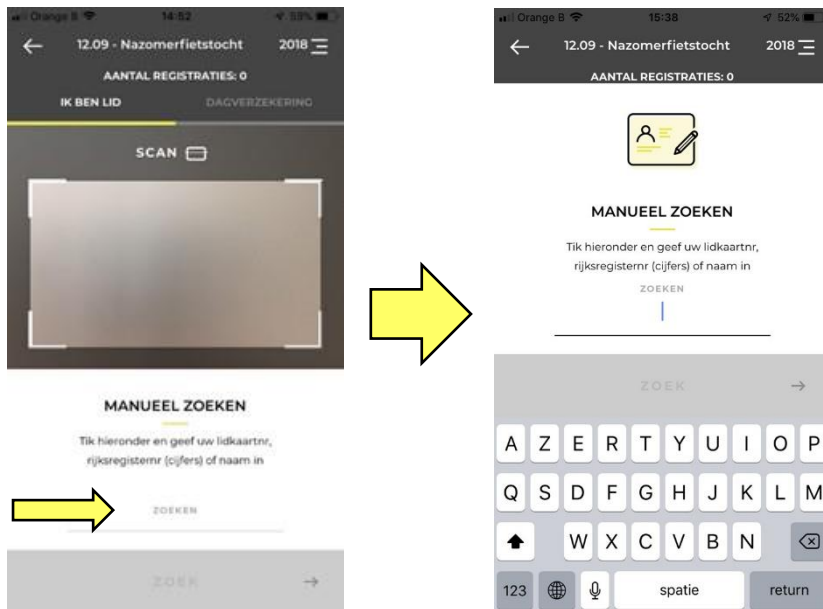 Orange B 14:52 59%
12.09 - Nazomerfietstocht 2018
AANTAL REGISTRATIES: 0
IK BEN LID DAGVERZEKERING
SCAN
MANUEEL ZOEKEN
Tik hieronder en geef uw lidkaartnr,
rijksregisternr (cijfers) of naam in
ZOEKEN
ZOEK
Orange B 15:38 52%
12.09 - Nazomerfietstocht 2018
AANTAL REGISTRATIES: 0
MANUEEL ZOEKEN
Tik hieronder en geef uw lidkaartnr,
rijksregisternr (cijfers) of naam in
ZOEKEN
ZOEK
A Z E R T Y U I O P
Q S D F G H J K L M
W X C V B N
123 spatie return